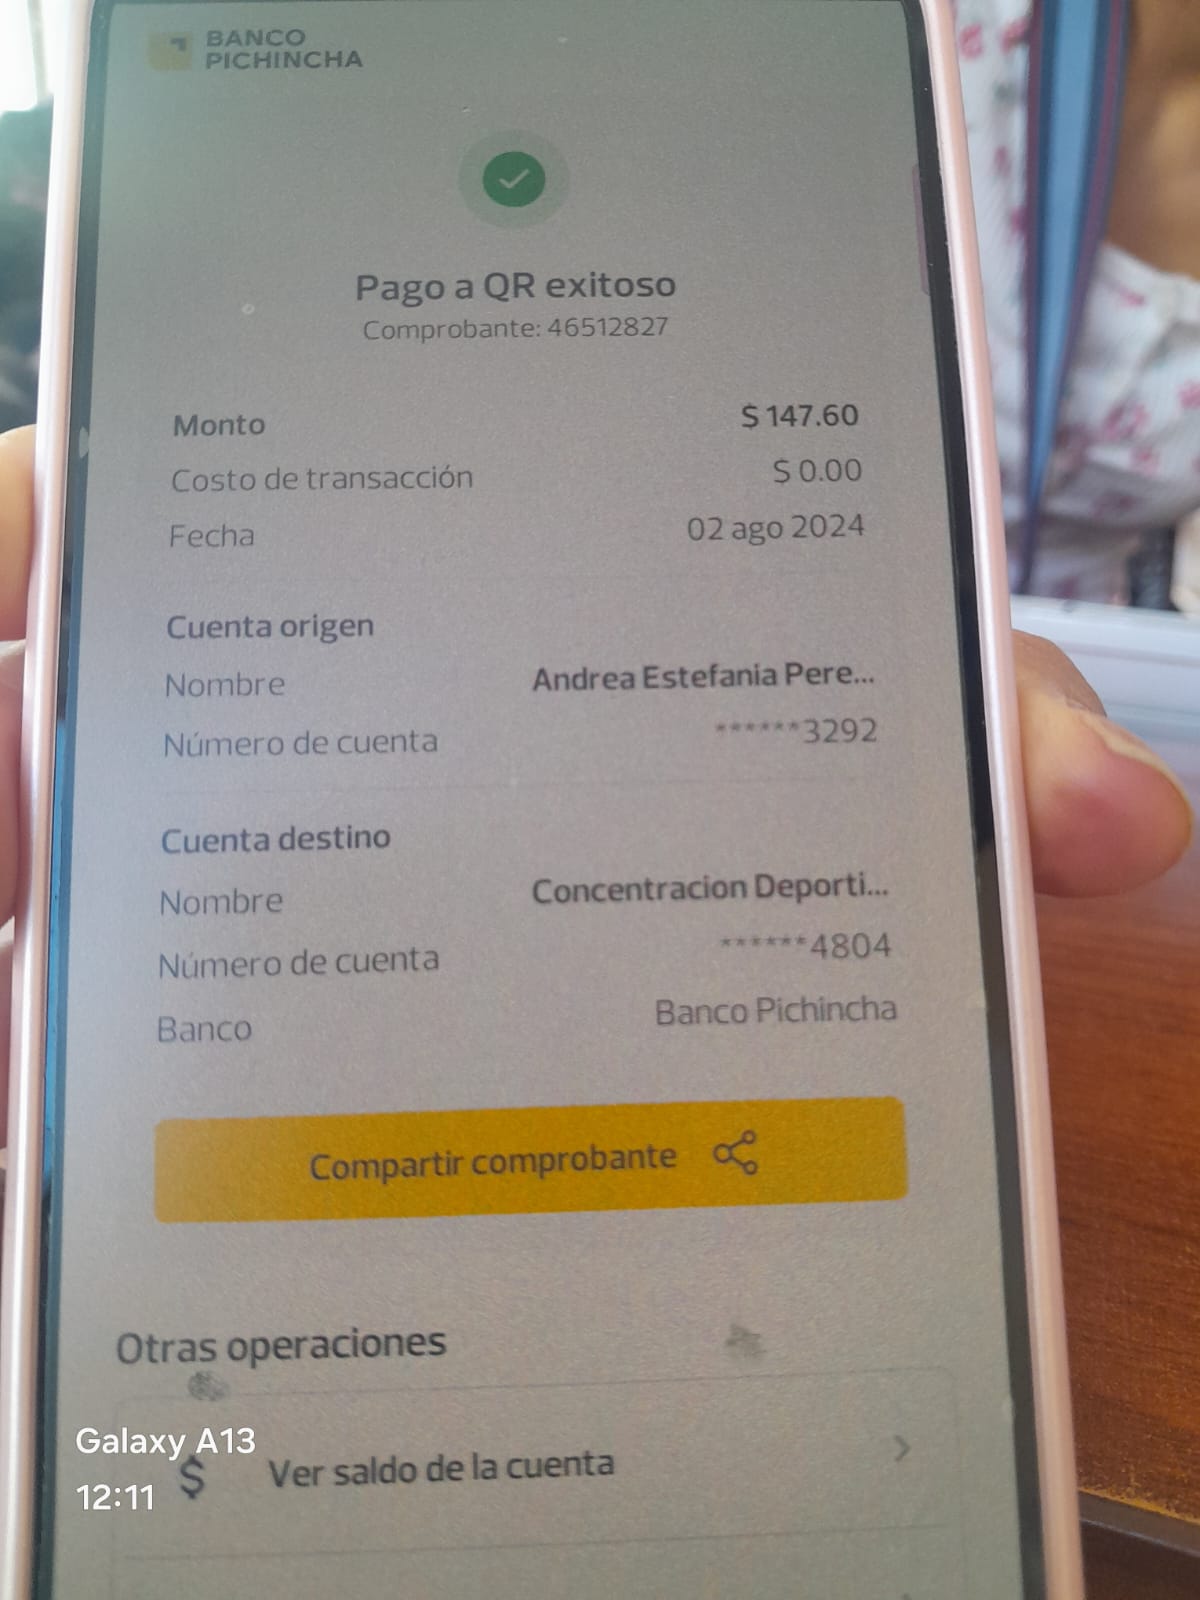 BANCO
PICHINCHA
Pago a QR exitoso
Comprobante: 46512827
Monto $ 147.60
Costo de transacción $ 0.00
Fecha 02 ago 2024
Cuenta origen
Nombre Andrea Estefania Pere...
Número de cuenta ******3292
Cuenta destino
Nombre Concentracion Deporti...
Número de cuenta ******4804
Banco Banco Pichincha
Compartir comprobante
Otras operaciones
Galaxy A13
$ Ver saldo de la cuenta
12:11